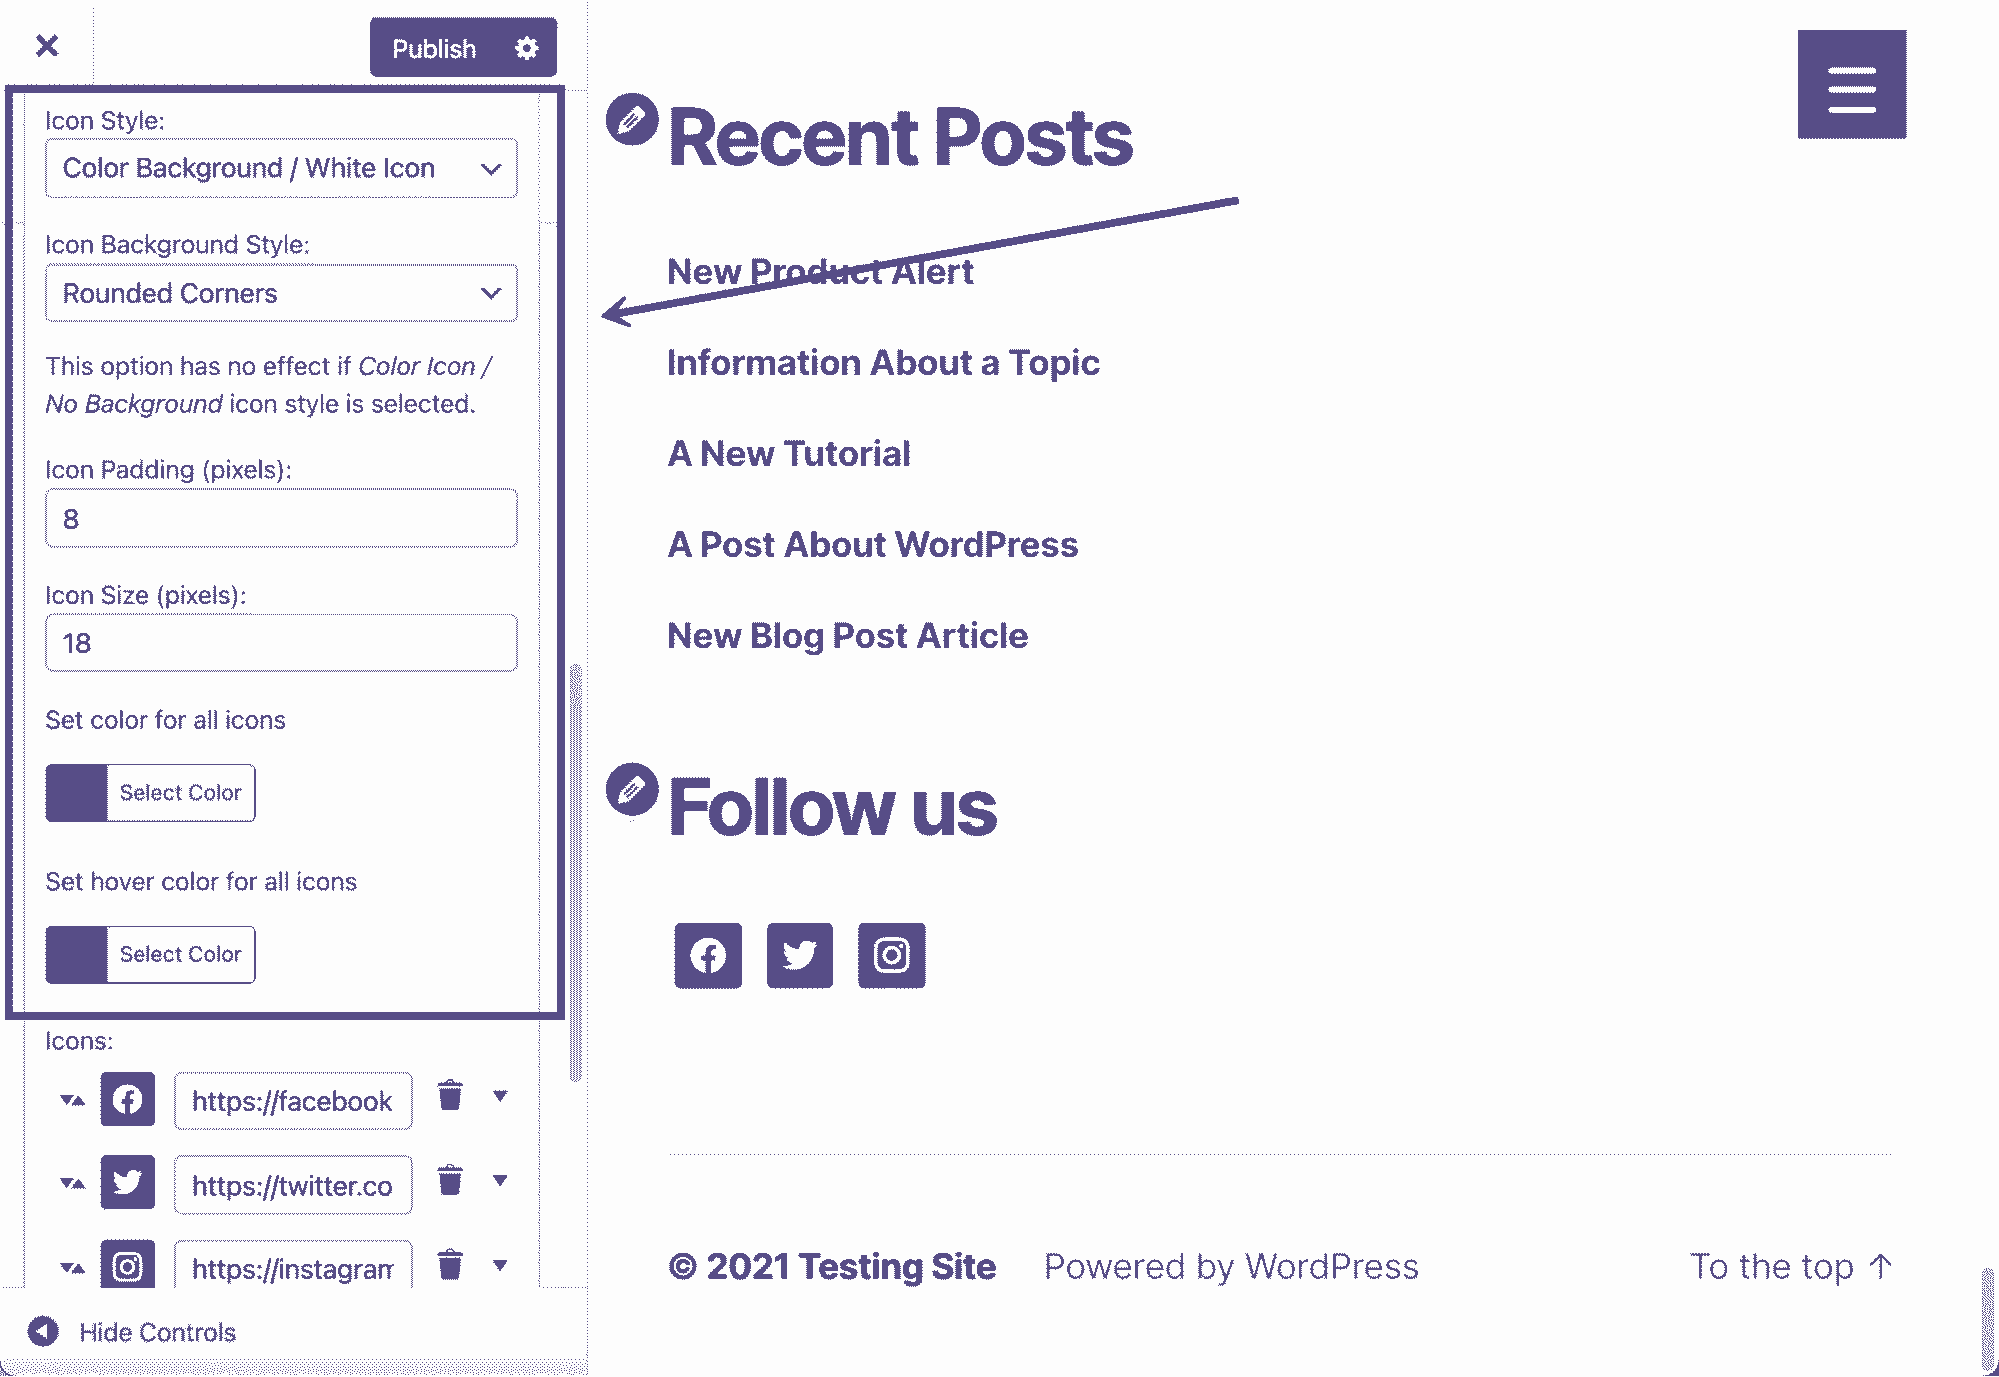 Publish
Icon Style:
Color Background / White Icon
Icon Background Style:
Rounded Corners
This option has no effect if Color Icon /
No Background icon style is selected.
Icon Padding (pixels):
8
Icon Size (pixels):
18
Set color for all icons
Select Color
Set hover color for all icons
Select Color
Icons:
https://facebook
https://twitter.co
https://instagram
Hide Controls
Recent Posts
New Product Alert
Information About a Topic
A New Tutorial
A Post About WordPress
New Blog Post Article
Follow us
© 2021 Testing Site Powered by WordPress To the top ↑